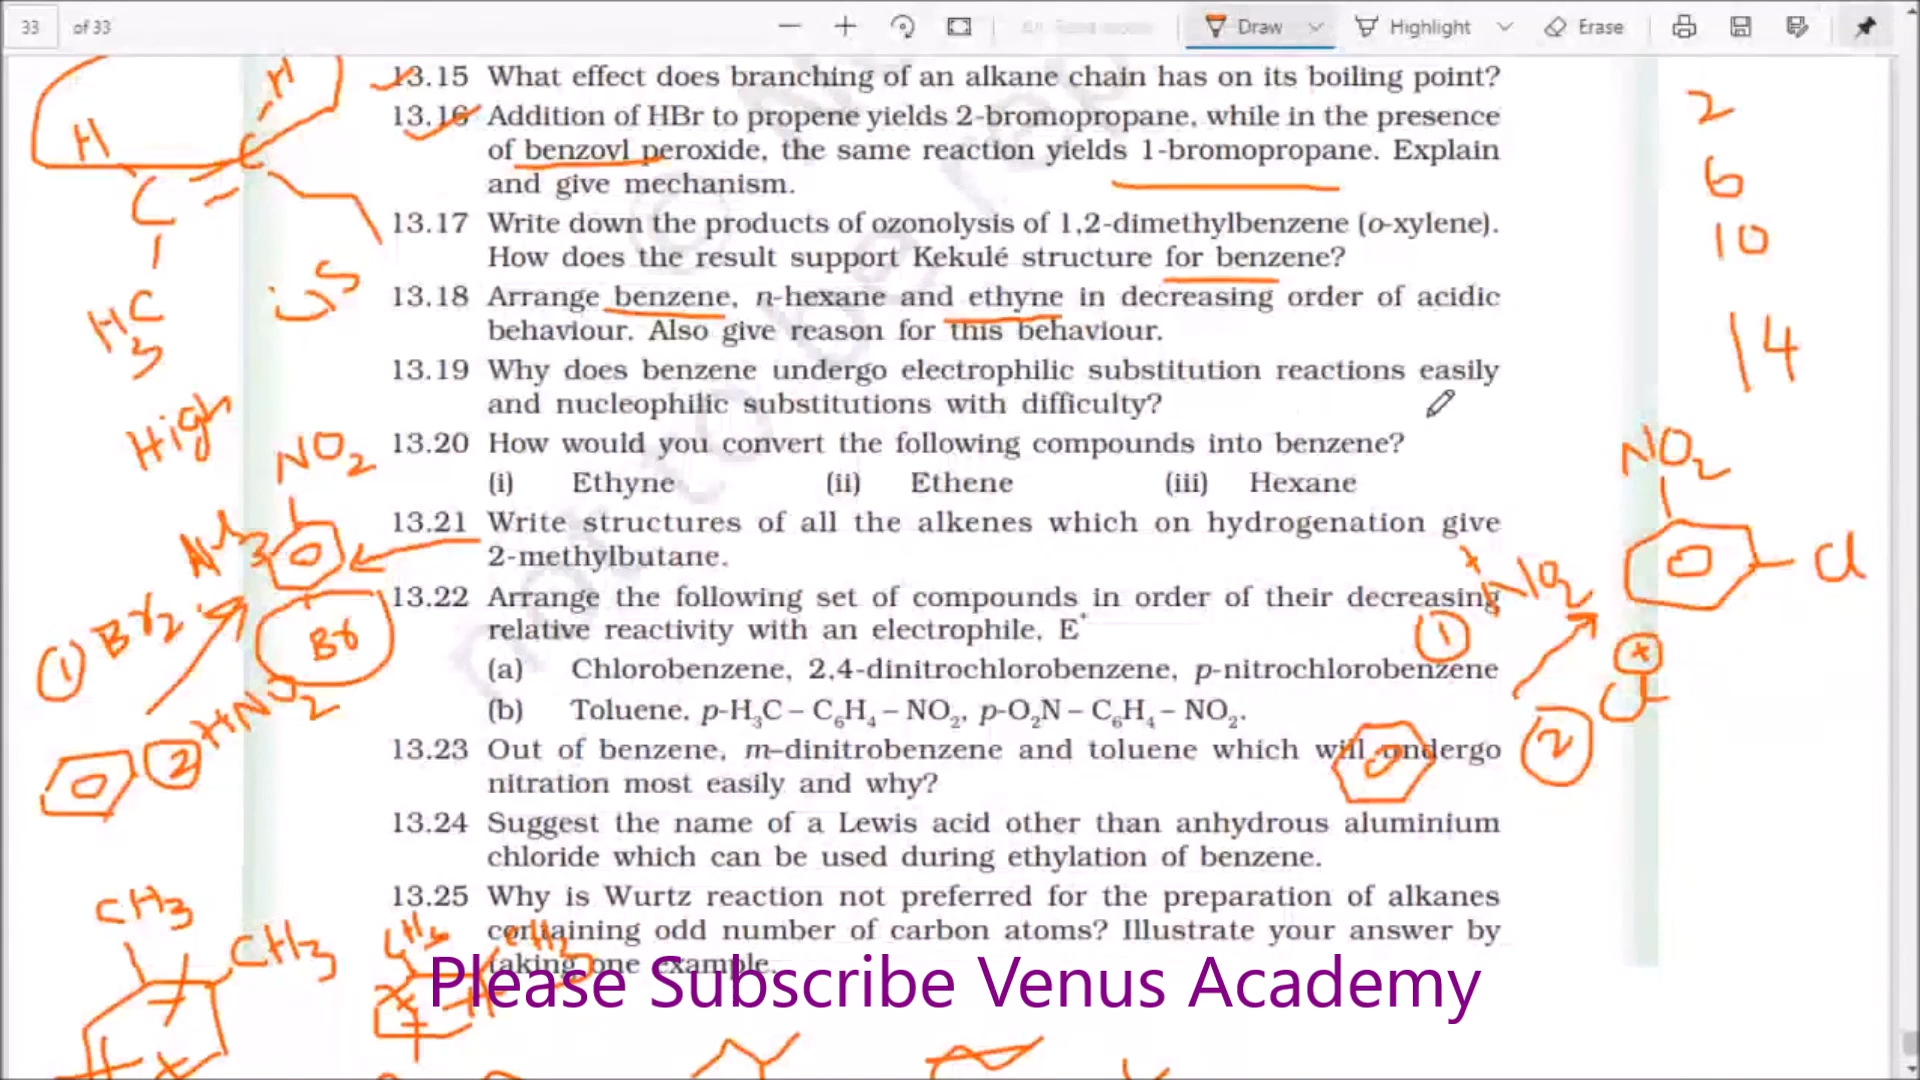 33 of 33 Draw Highlight Erase
13.15 What effect does branching of an alkane chain has on its boiling point?
13.16 Addition of HBr to propene yields 2-bromopropane, while in the presence
of benzoyl peroxide, the same reaction yields 1-bromopropane. Explain
and give mechanism.
13.17 Write down the products of ozonolysis of 1,2-dimethylbenzene (o-xylene).
How does the result support Kekulé structure for benzene?
13.18 Arrange benzene, n-hexane and ethyne in decreasing order of acidic
behaviour. Also give reason for this behaviour.
13.19 Why does benzene undergo electrophilic substitution reactions easily
and nucleophilic substitutions with difficulty?
13.20 How would you convert the following compounds into benzene?
(i) Ethyne (ii) Ethene (iii) Hexane
13.21 Write structures of all the alkenes which on hydrogenation give
2-methylbutane.
13.22 Arrange the following set of compounds in order of their decreasing
relative reactivity with an electrophile, E⁺
(a) Chlorobenzene, 2,4-dinitrochlorobenzene, p-nitrochlorobenzene
(b) Toluene, p-H₃C – C₆H₄ – NO₂, p-O₂N – C₆H₄ – NO₂.
13.23 Out of benzene, m–dinitrobenzene and toluene which will undergo
nitration most easily and why?
13.24 Suggest the name of a Lewis acid other than anhydrous aluminium
chloride which can be used during ethylation of benzene.
13.25 Why is Wurtz reaction not preferred for the preparation of alkanes
containing odd number of carbon atoms? Illustrate your answer by
taking one example.
Please Subscribe Venus Academy
H
H
C
C
H₃C
cis
High
NO₂
Br
① Br₂
② HNO₂
CH₃
CH₃
CH₃
CH₃
2
6
10
14
NO₂
Cl
① NO₂
+
②
Cl
+